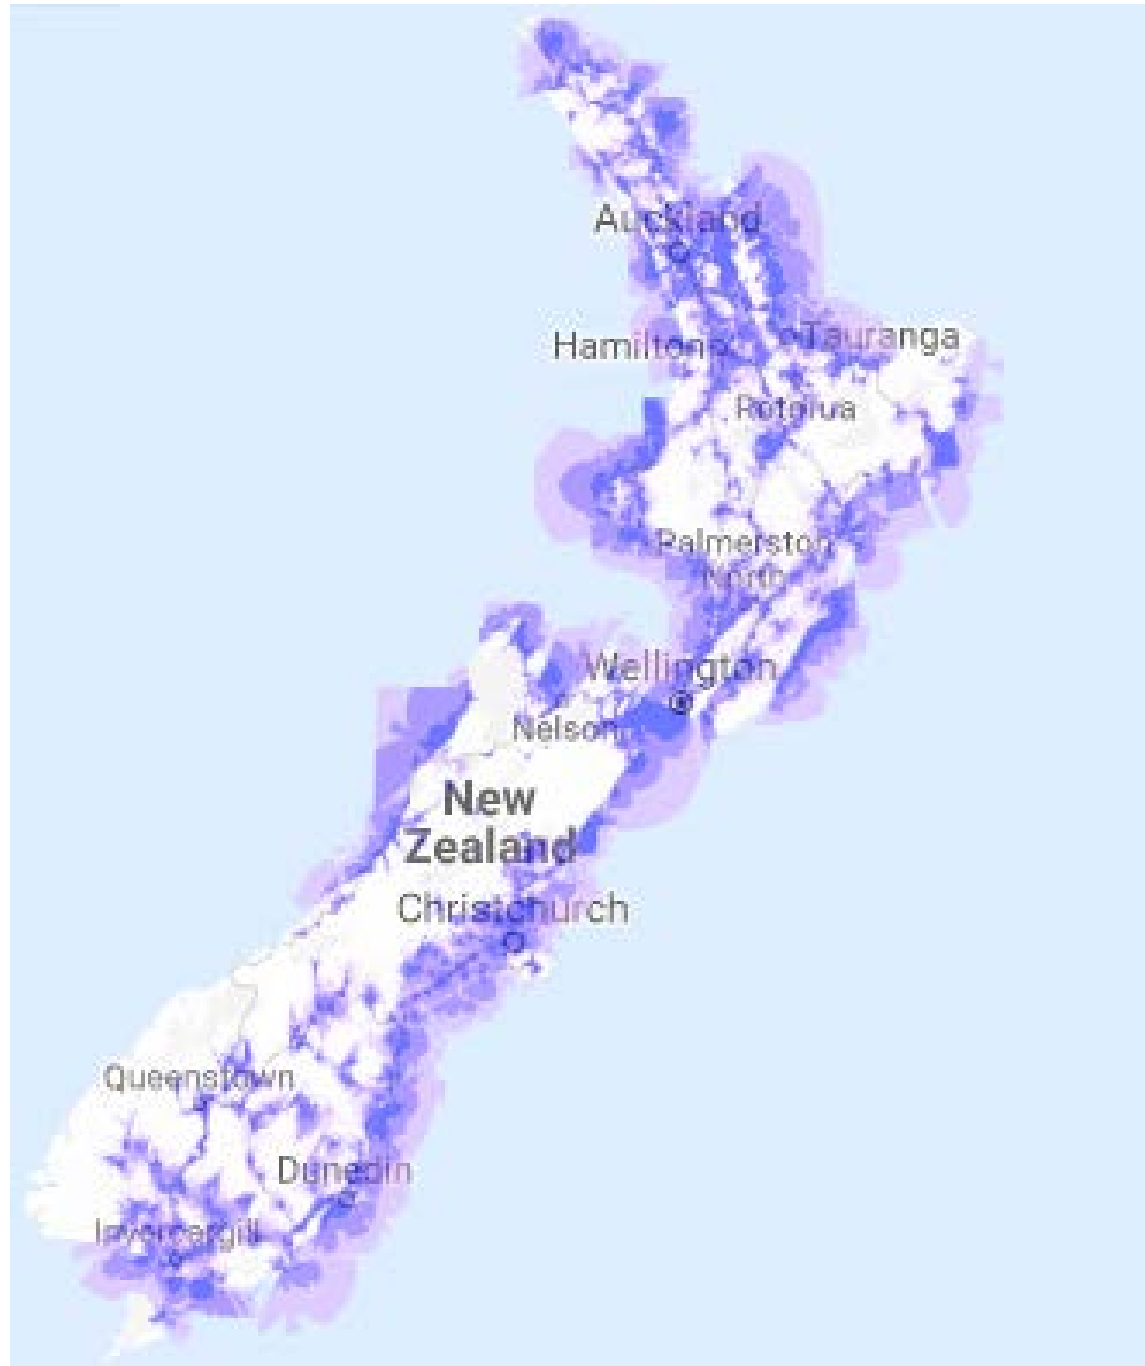 Auckland
Hamilton
Tauranga
Rotorua
Palmerston
North
Wellington
Nelson
New
Zealand
Christchurch
Queenstown
Dunedin
Invercargill